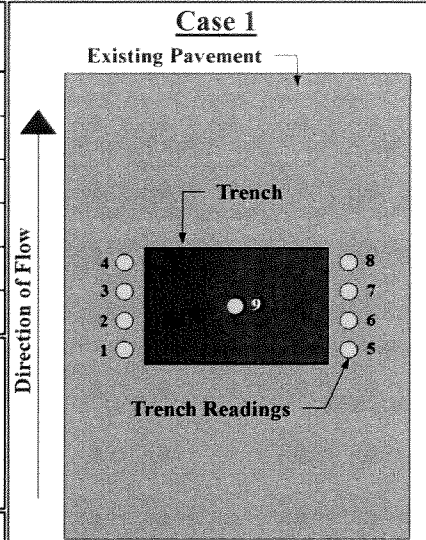 Case 1
Existing Pavement
Direction of Flow
Trench
4 8
3 7
9
2 6
1 5
Trench Readings